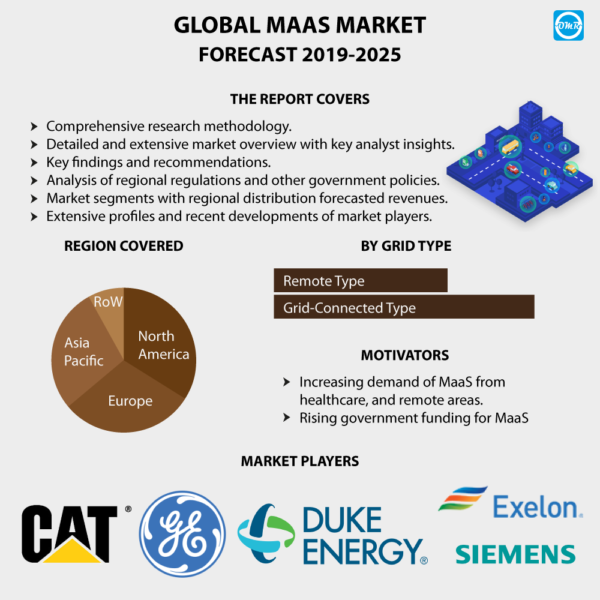 GLOBAL MAAS MARKET
FORECAST 2019-2025
DMR
THE REPORT COVERS
Comprehensive research methodology.
Detailed and extensive market overview with key analyst insights.
Key findings and recommendations.
Analysis of regional regulations and other government policies.
Market segments with regional distribution forecasted revenues.
Extensive profiles and recent developments of market players.
REGION COVERED
RoW
North
America
Asia
Pacific
Europe
BY GRID TYPE
Remote Type
Grid-Connected Type
MOTIVATORS
Increasing demand of MaaS from
healthcare, and remote areas.
Rising government funding for MaaS
MARKET PLAYERS
CAT®
GE
DUKE
ENERGY®
Exelon®
SIEMENS